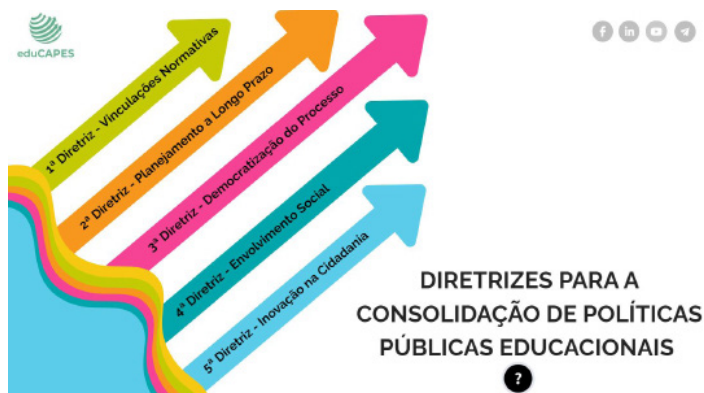 eduCAPES
1ª Diretriz - Vinculações Normativas
2ª Diretriz - Planejamento a Longo Prazo
3ª Diretriz - Democratização do Processo
4ª Diretriz - Envolvimento Social
5ª Diretriz - Inovação na Cidadania
DIRETRIZES PARA A
CONSOLIDAÇÃO DE POLÍTICAS
PÚBLICAS EDUCACIONAIS
?